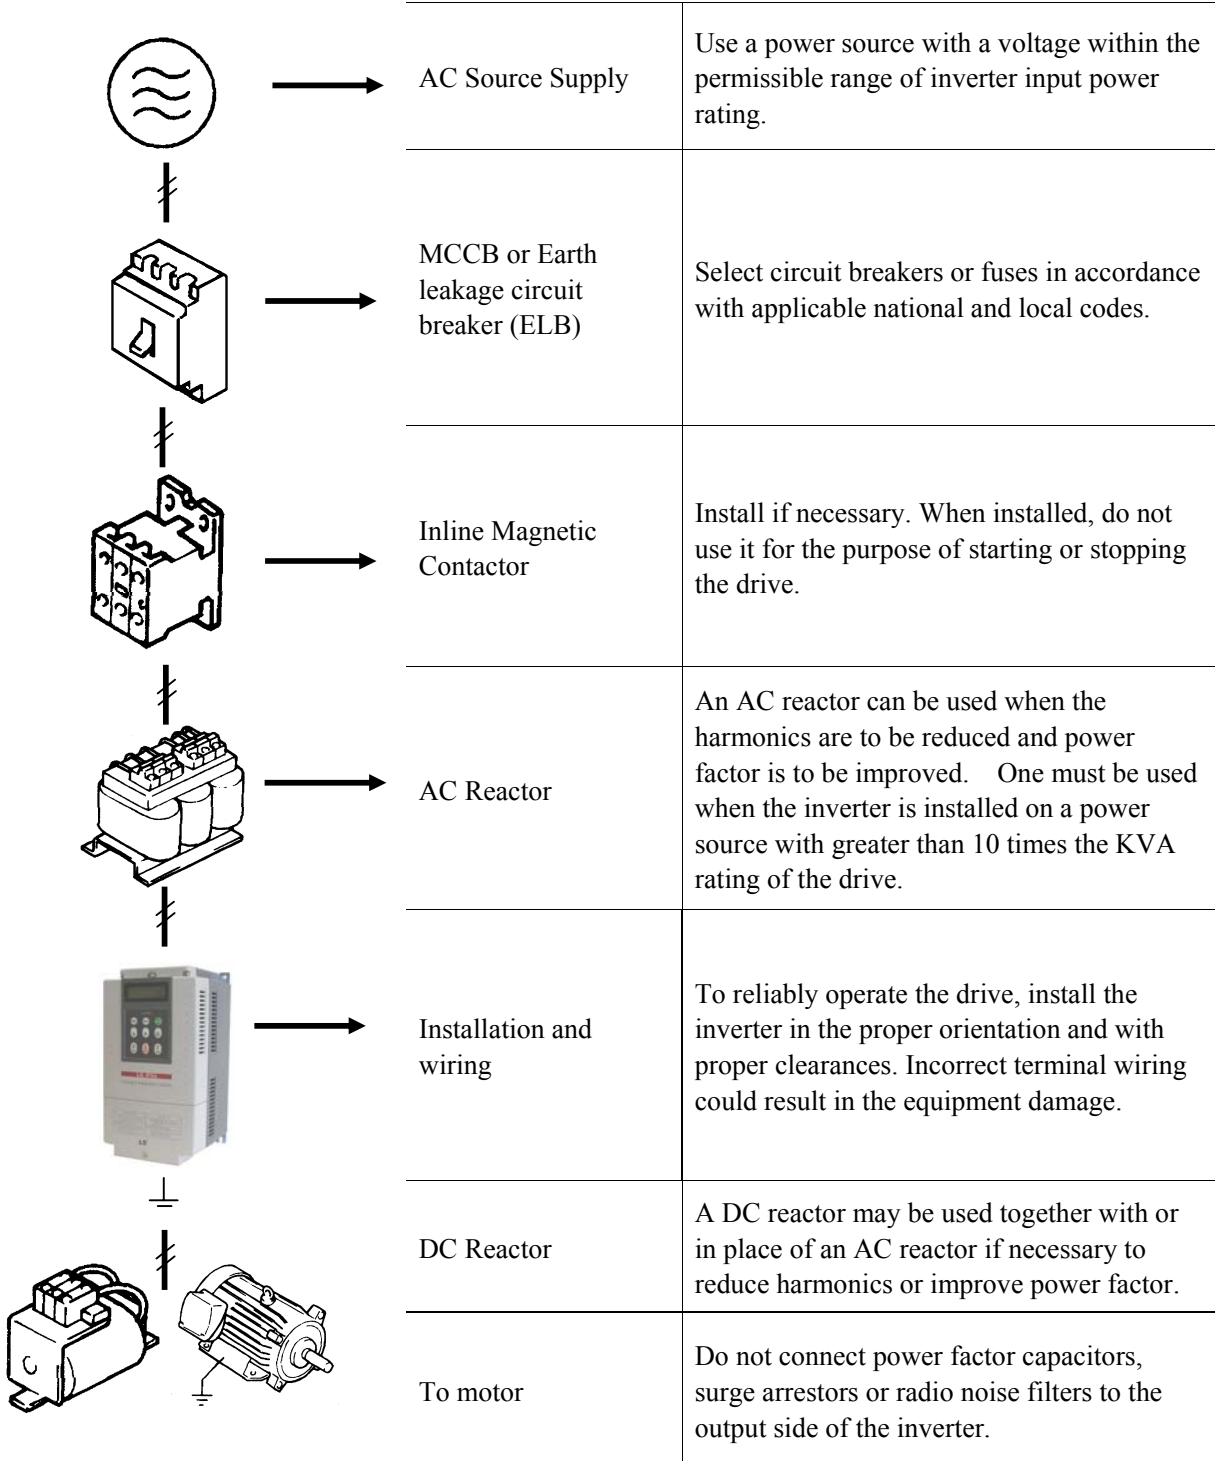 AC Source Supply
Use a power source with a voltage within the
permissible range of inverter input power
rating.
MCCB or Earth
leakage circuit
breaker (ELB)
Select circuit breakers or fuses in accordance
with applicable national and local codes.
Inline Magnetic
Contactor
Install if necessary. When installed, do not
use it for the purpose of starting or stopping
the drive.
AC Reactor
An AC reactor can be used when the
harmonics are to be reduced and power
factor is to be improved.    One must be used
when the inverter is installed on a power
source with greater than 10 times the KVA
rating of the drive.
Installation and
wiring
To reliably operate the drive, install the
inverter in the proper orientation and with
proper clearances. Incorrect terminal wiring
could result in the equipment damage.
DC Reactor
A DC reactor may be used together with or
in place of an AC reactor if necessary to
reduce harmonics or improve power factor.
To motor
Do not connect power factor capacitors,
surge arrestors or radio noise filters to the
output side of the inverter.